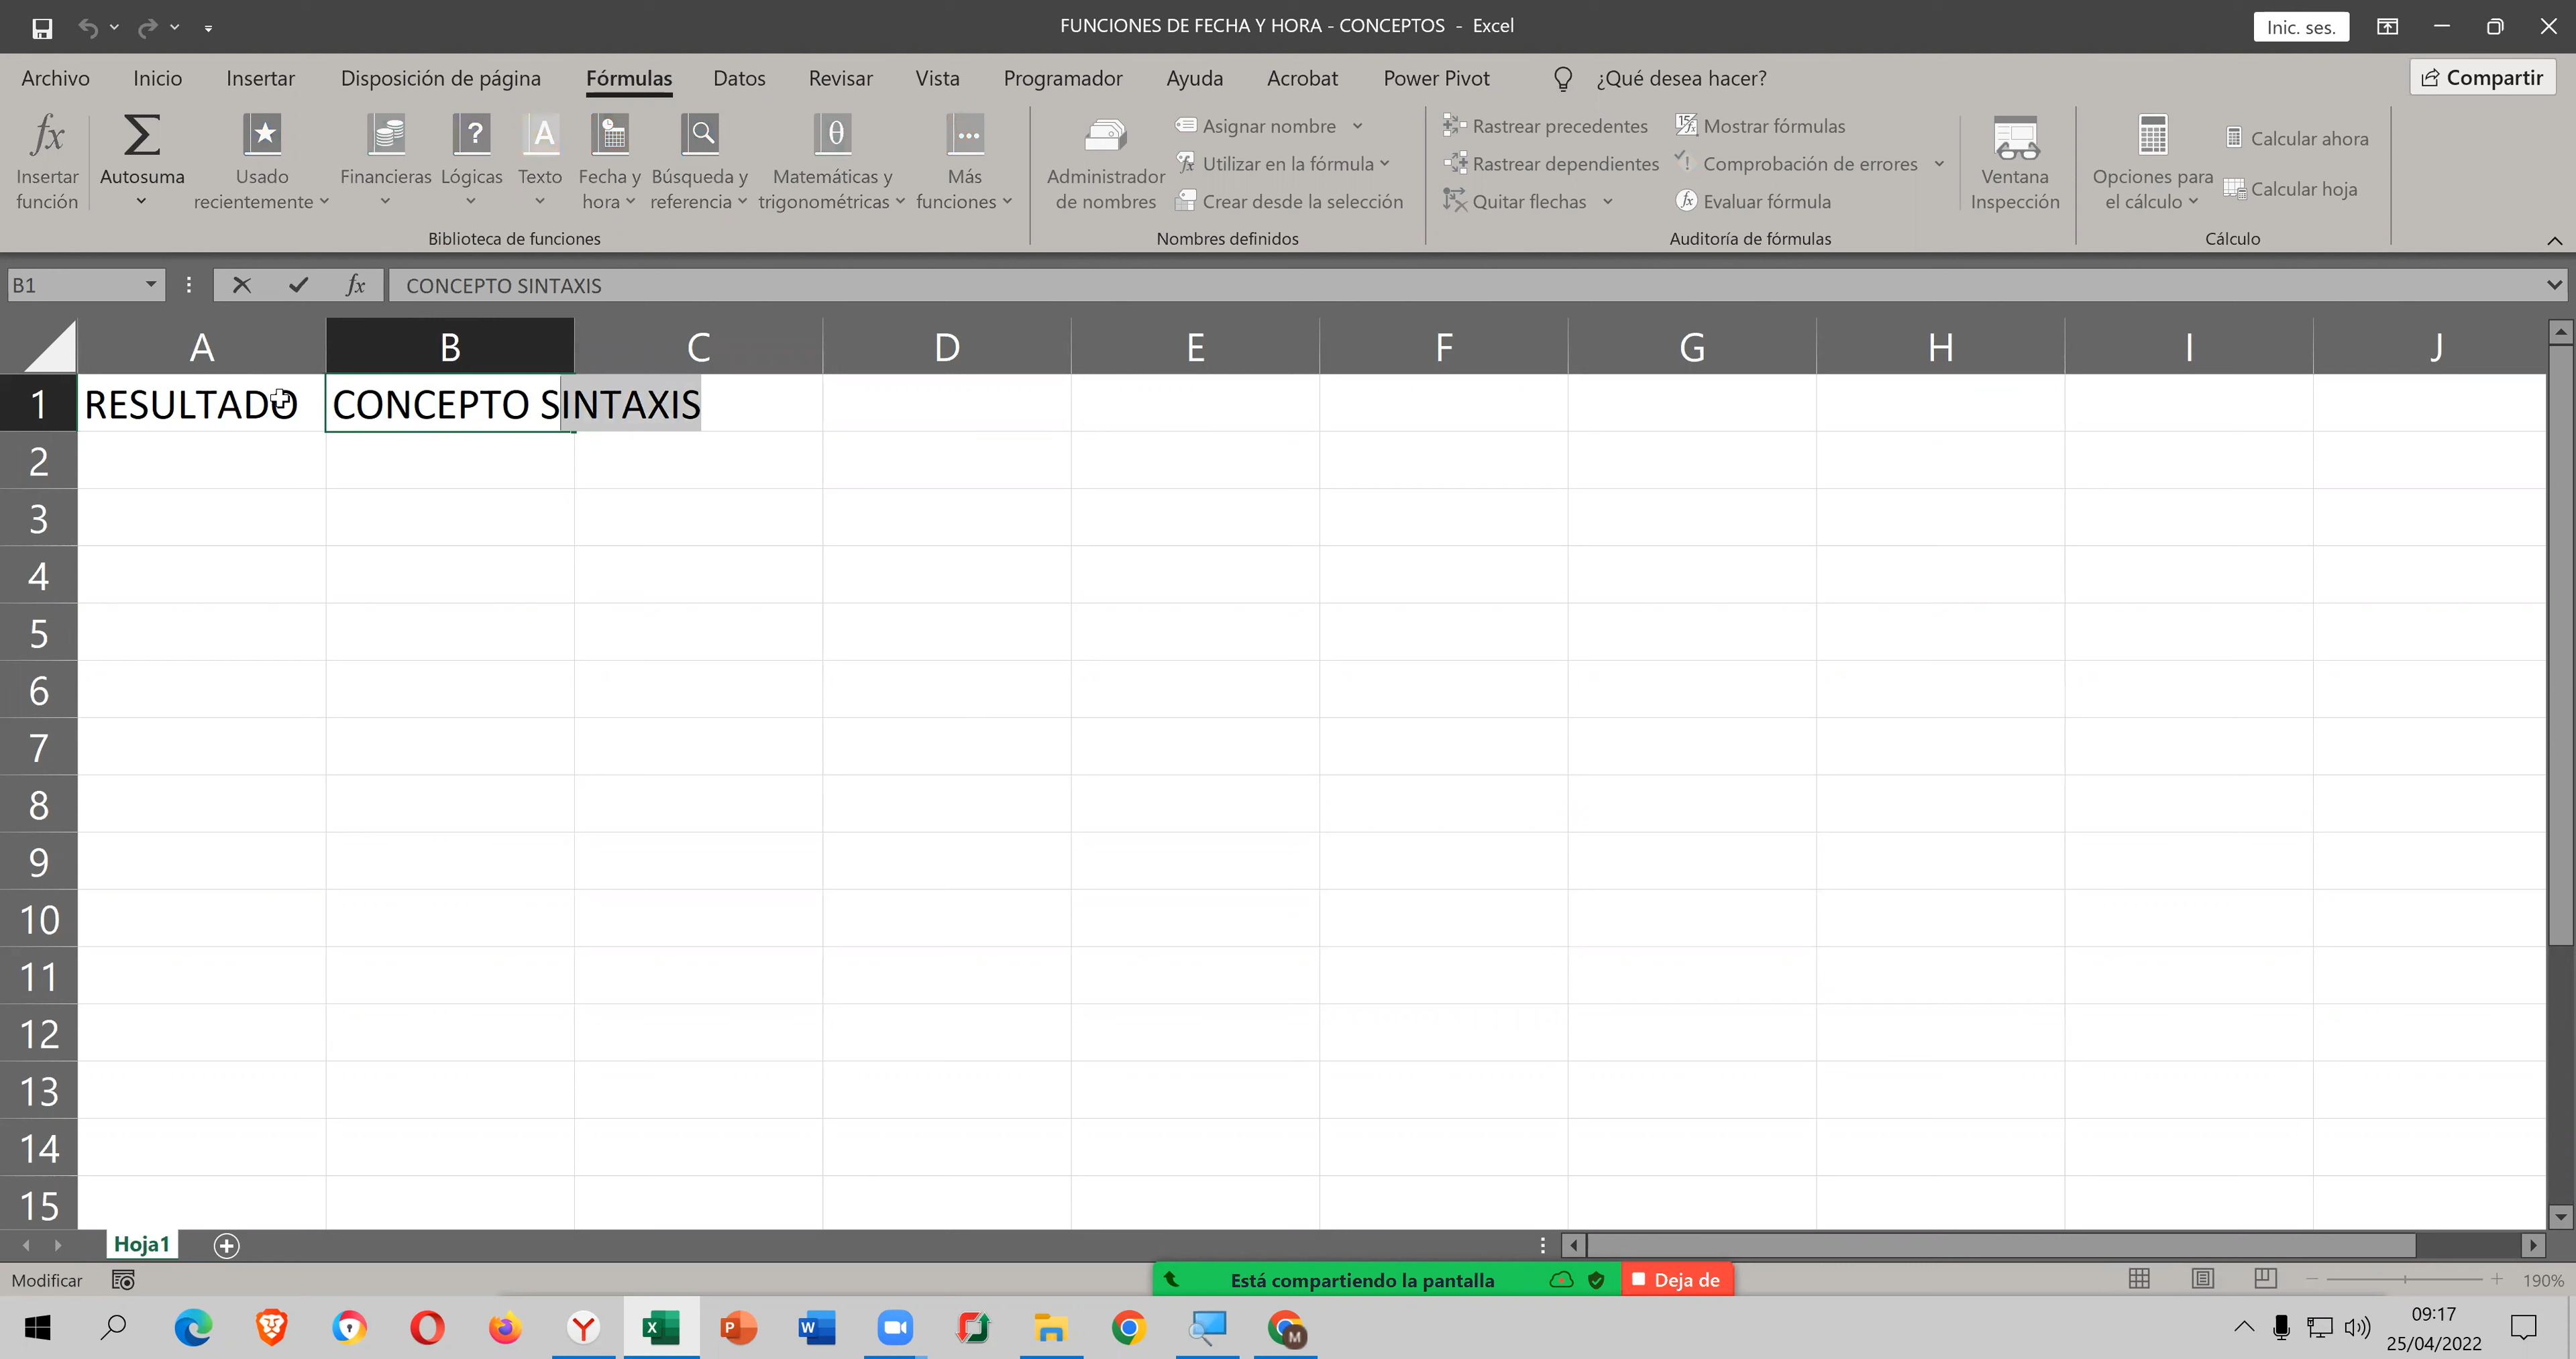 FUNCIONES DE FECHA Y HORA - CONCEPTOS - Excel
Inic. ses.
Archivo Inicio Insertar Disposición de página Fórmulas Datos Revisar Vista Programador Ayuda Acrobat Power Pivot ¿Qué desea hacer? Compartir
Insertar función
Autosuma
Usado recientemente
Financieras
Lógicas
Texto
Fecha y hora
Búsqueda y referencia
Matemáticas y trigonométricas
Más funciones
Biblioteca de funciones
Administrador de nombres
Asignar nombre
Utilizar en la fórmula
Crear desde la selección
Nombres definidos
Rastrear precedentes
Rastrear dependientes
Quitar flechas
Mostrar fórmulas
Comprobación de errores
Evaluar fórmula
Auditoría de fórmulas
Ventana Inspección
Opciones para el cálculo
Calcular ahora
Calcular hoja
Cálculo
B1 fx CONCEPTO SINTAXIS
A B C D E F G H I J
1 RESULTADO CONCEPTO SINTAXIS
2
3
4
5
6
7
8
9
10
11
12
13
14
15
Hoja1
Modificar
Está compartiendo la pantalla
Deja de
190%
09:17
25/04/2022